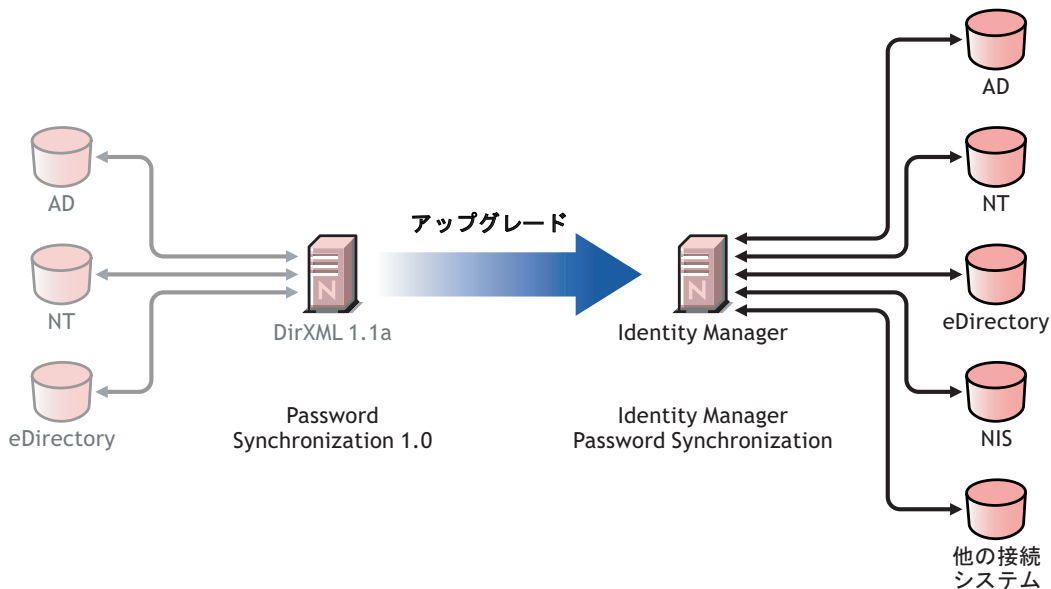 AD
NT
eDirectory
DirXML 1.1a
Password
Synchronization 1.0
アップグレード
N
N
Identity Manager
Identity Manager
Password Synchronization
AD
NT
eDirectory
NIS
他の接続
システム